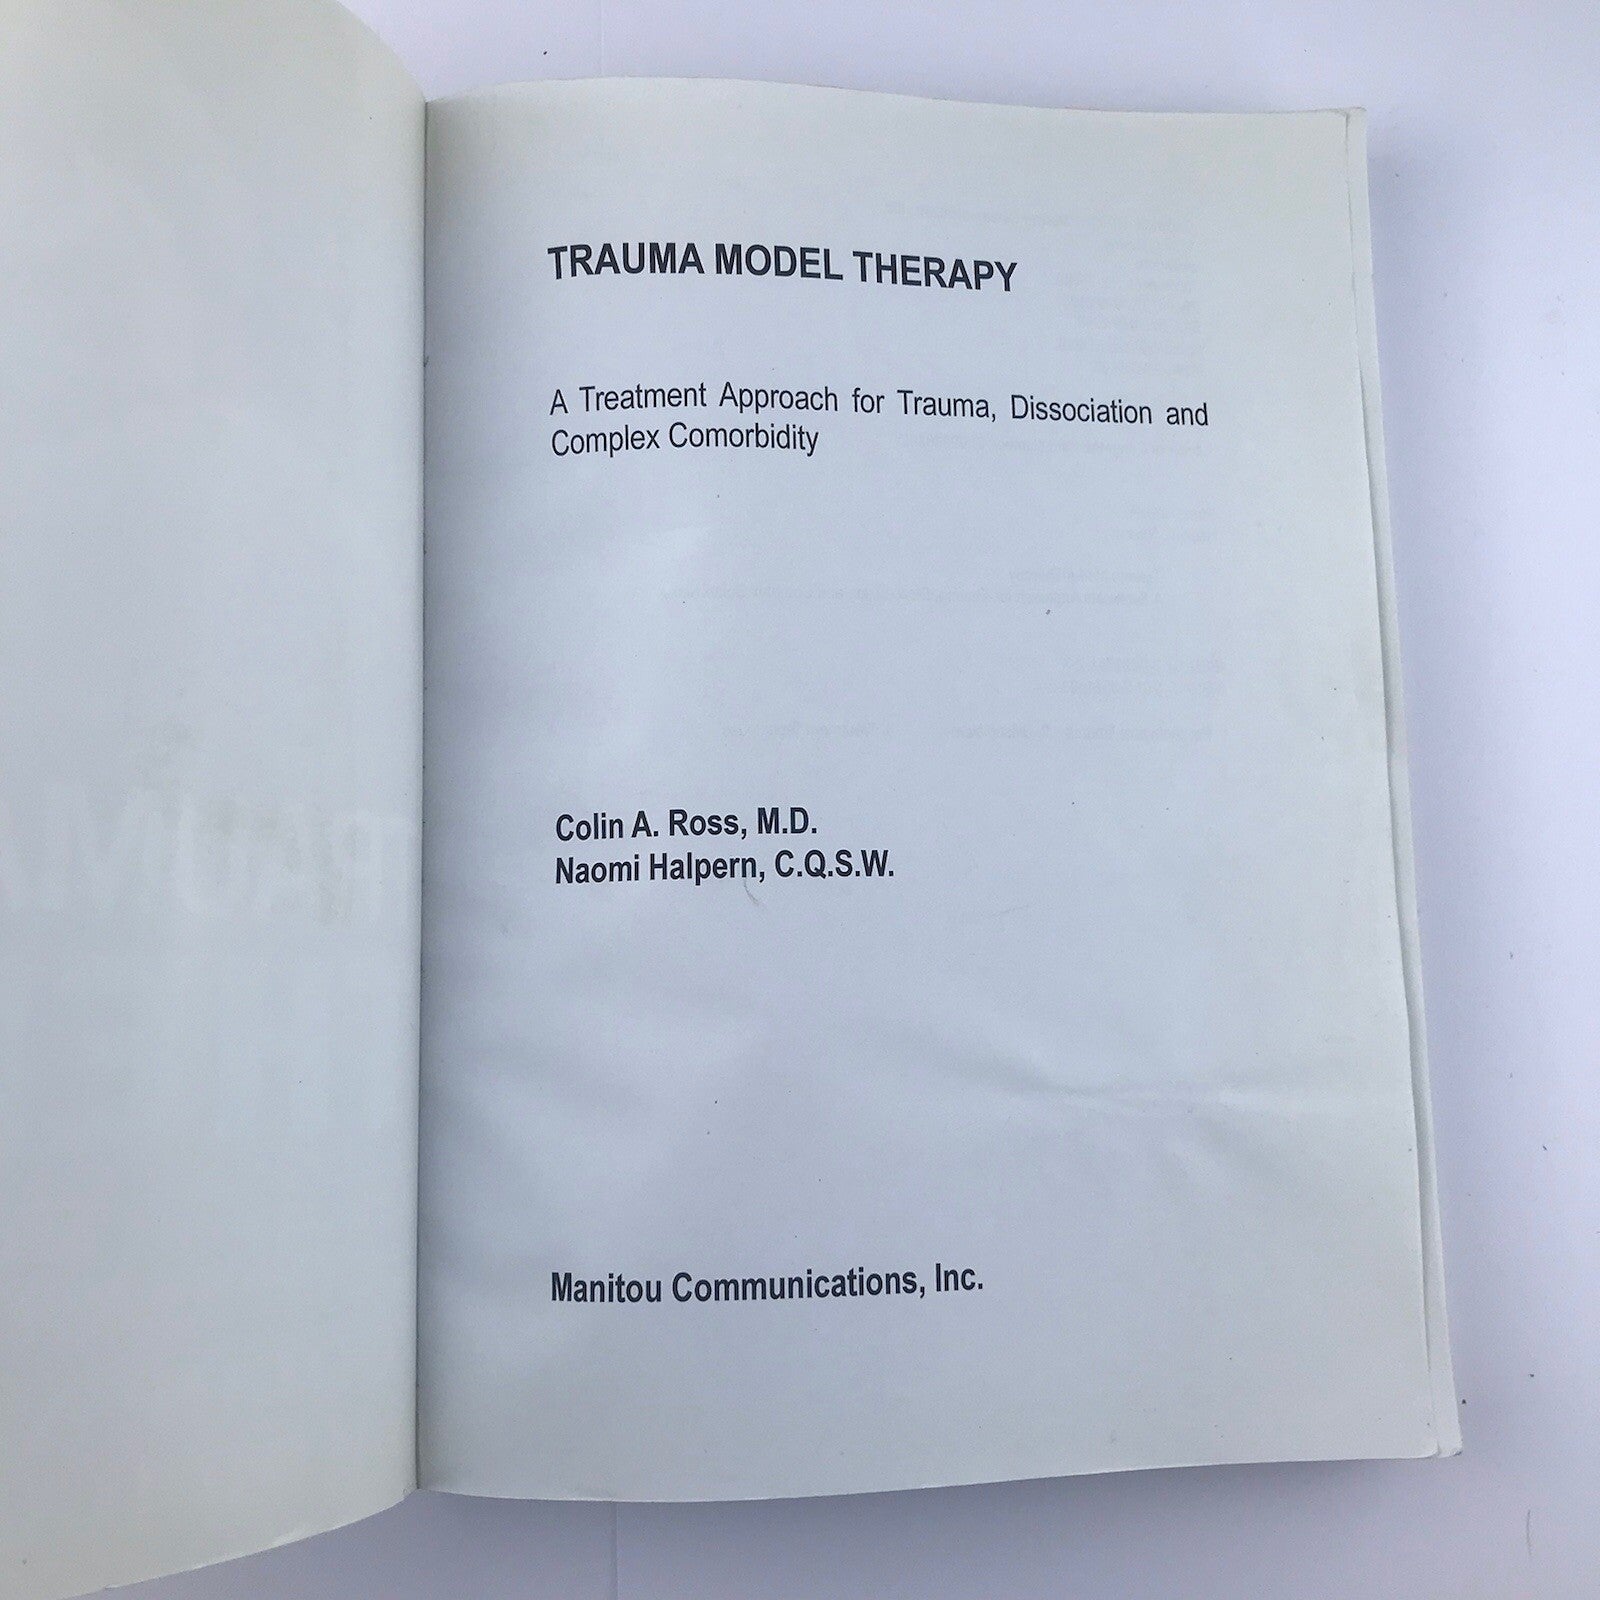 TRAUMA MODEL THERAPY
A Treatment Approach for Trauma, Dissociation and
Complex Comorbidity
Colin A. Ross, M.D.
Naomi Halpern, C.Q.S.W.
Manitou Communications, Inc.